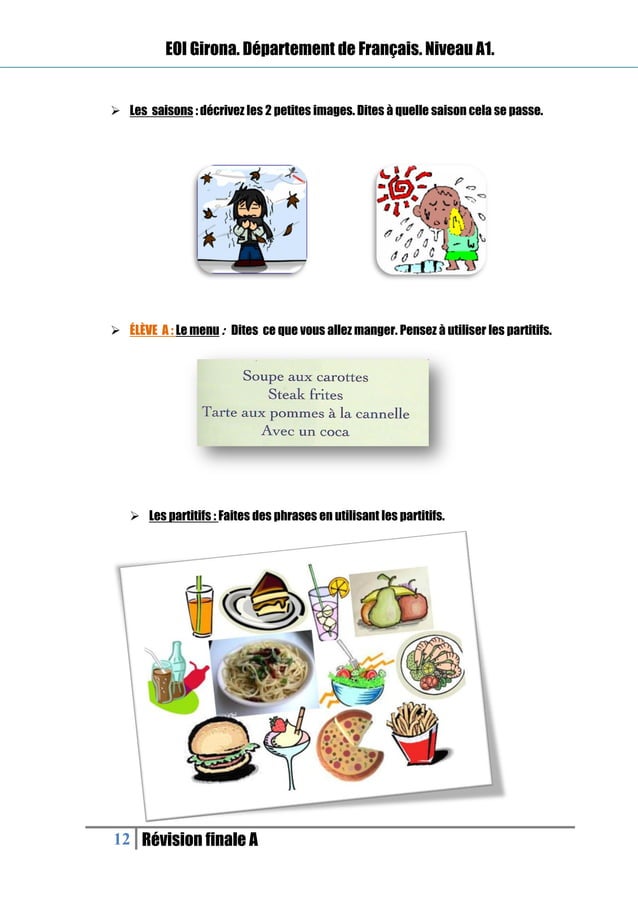 EOI Girona. Département de Français. Niveau A1.
➢ Les saisons : décrivez les 2 petites images. Dites à quelle saison cela se passe.
➢ ÉLÈVE A : Le menu : Dites ce que vous allez manger. Pensez à utiliser les partitifs.
Soupe aux carottes
Steak frites
Tarte aux pommes à la cannelle
Avec un coca
➢ Les partitifs : Faites des phrases en utilisant les partitifs.
12 Révision finale A